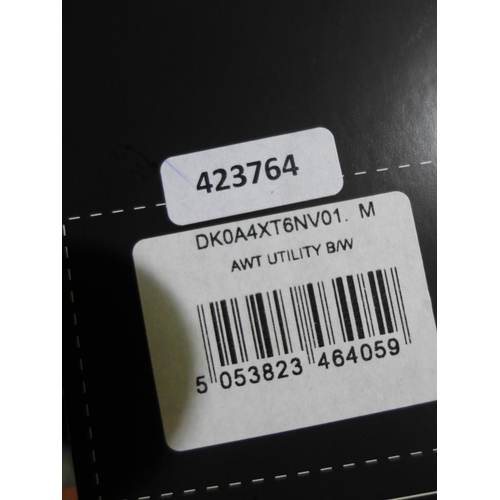 423764
DK0A4XT6NV01. M
AWT UTILITY B/W
5 053823 464059